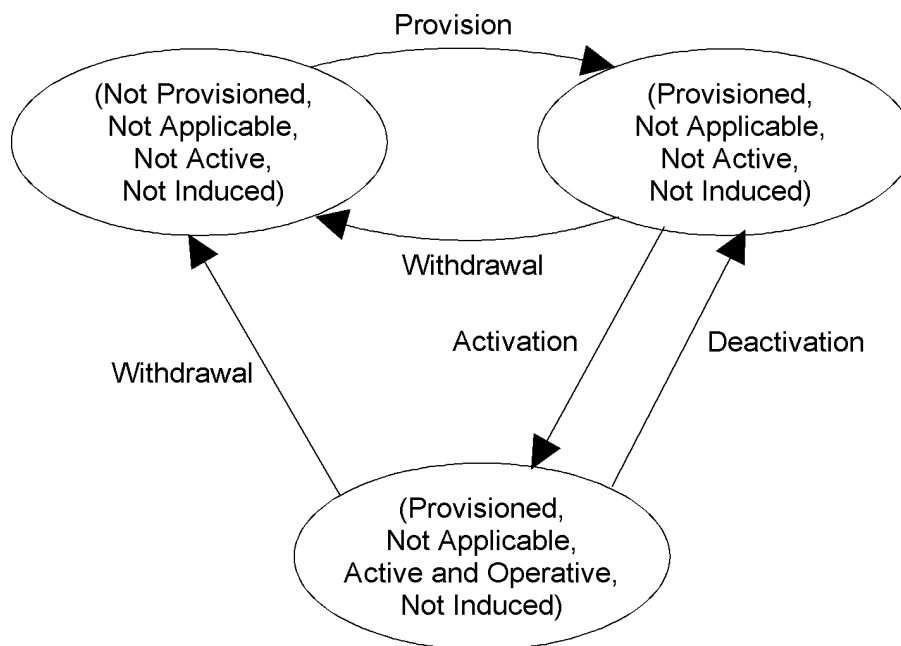 Provision
(Not Provisioned,
Not Applicable,
Not Active,
Not Induced)
(Provisioned,
Not Applicable,
Not Active,
Not Induced)
Withdrawal
Activation
Deactivation
Withdrawal
(Provisioned,
Not Applicable,
Active and Operative,
Not Induced)